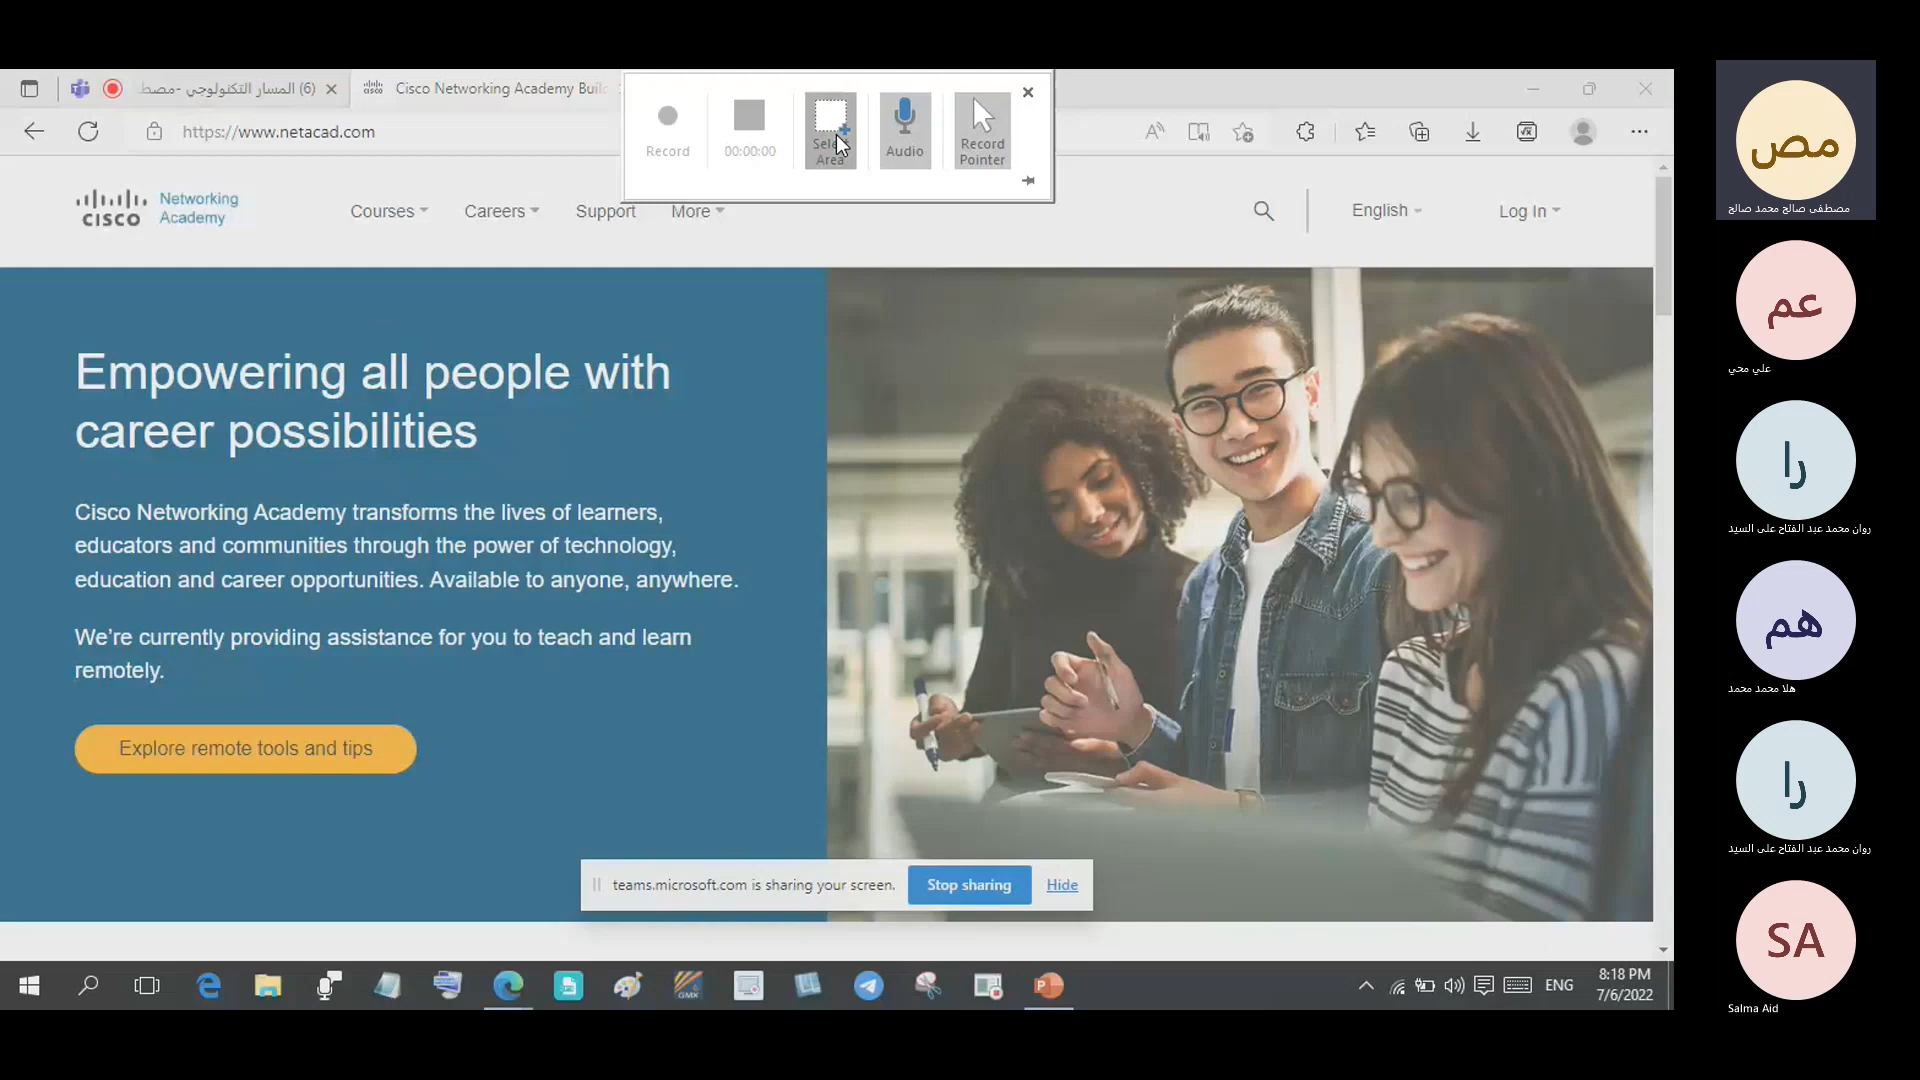 (6) المسار التكنولوجي -مصط
Cisco Networking Academy Buil
https://www.netacad.com
Record
00:00:00
Select
Area
Audio
Record
Pointer
CISCO
Networking
Academy
Courses
Careers
Support
More
English
Log In
Empowering all people with
career possibilities
Cisco Networking Academy transforms the lives of learners,
educators and communities through the power of technology,
education and career opportunities. Available to anyone, anywhere.
We’re currently providing assistance for you to teach and learn
remotely.
Explore remote tools and tips
teams.microsoft.com is sharing your screen.
Stop sharing
Hide
GMX
ENG
8:18 PM
7/6/2022
مص
مصطفى صالح محمد صالح
عم
علي محي
را
روان محمد عبد الفتاح على السيد
هم
هلا محمد محمد
را
روان محمد عبد الفتاح على السيد
SA
Salma Aid